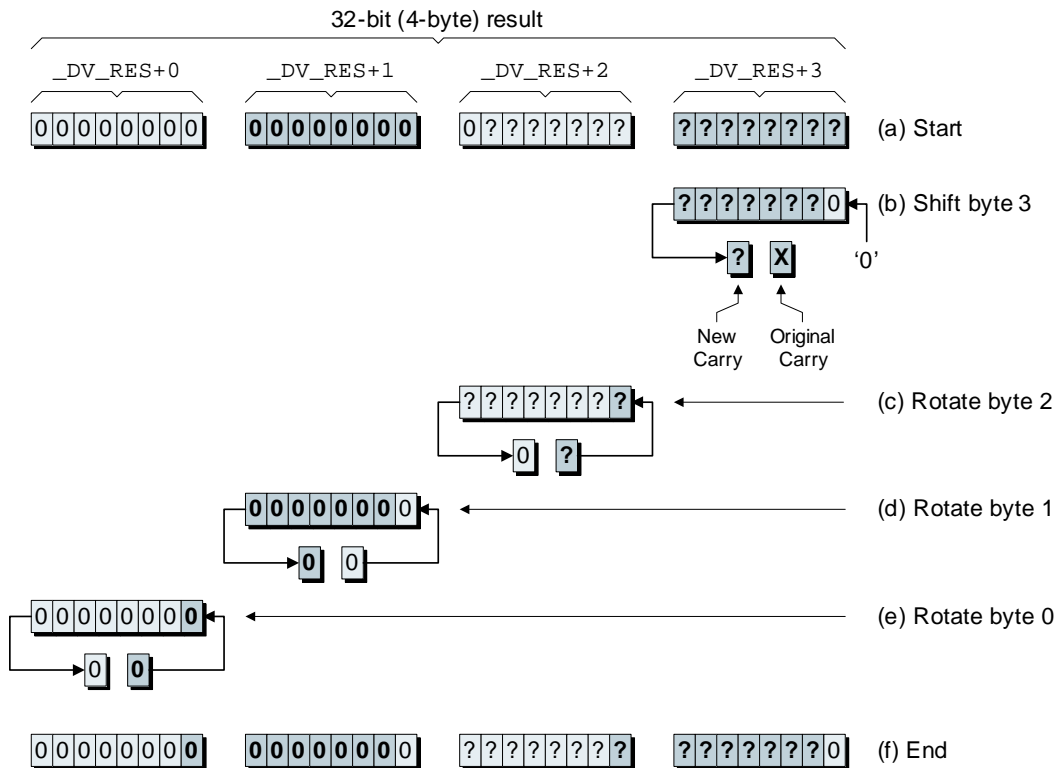 32-bit (4-byte) result
_DV_RES+0 _DV_RES+1 _DV_RES+2 _DV_RES+3
0 0 0 0 0 0 0 0 0 0 0 0 0 0 0 0 0 ? ? ? ? ? ? ? ? ? ? ? ? ? ? ? (a) Start
? ? ? ? ? ? ? 0 (b) Shift byte 3
? X '0'
New Carry Original Carry
? ? ? ? ? ? ? ? (c) Rotate byte 2
0 ?
0 0 0 0 0 0 0 0 (d) Rotate byte 1
0 0
0 0 0 0 0 0 0 0 (e) Rotate byte 0
0 0
0 0 0 0 0 0 0 0 0 0 0 0 0 0 0 0 ? ? ? ? ? ? ? ? ? ? ? ? ? ? ? 0 (f) End